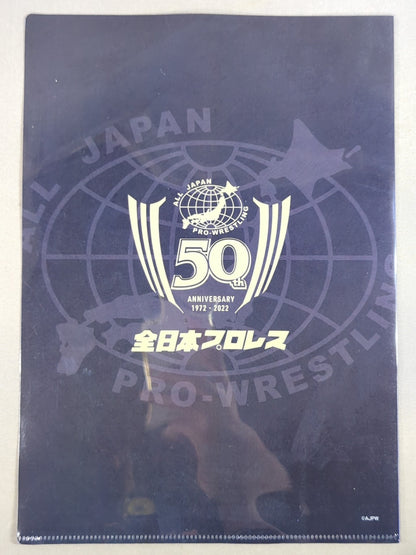 ALL JAPAN
PRO-WRESTLING
ALL JAPAN
PRO-WRESTLING
50th
ANNIVERSARY
1972 - 2022
全日本プロレス
©AJPW